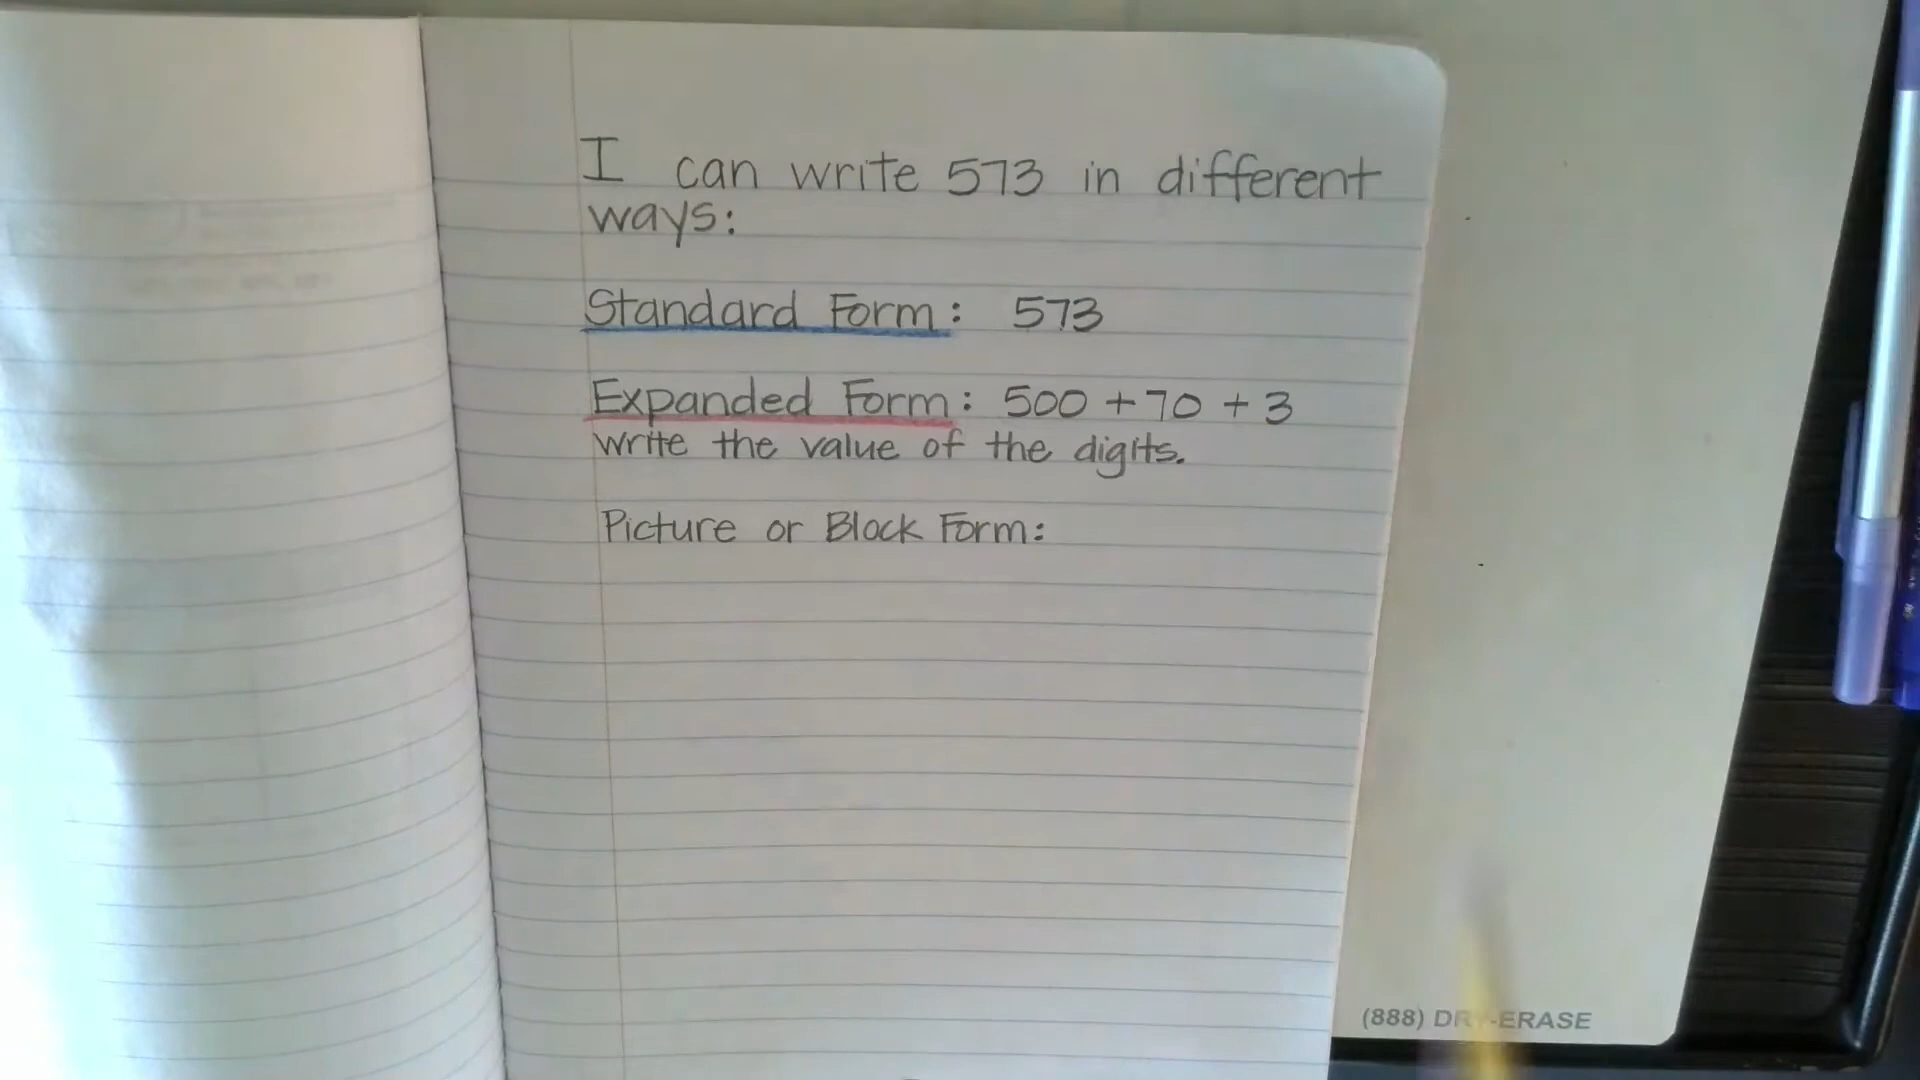 I can write 573 in different
ways:
Standard Form: 573
Expanded Form: 500 + 70 + 3
Write the value of the digits.
Picture or Block Form:
(888) DRY-ERASE